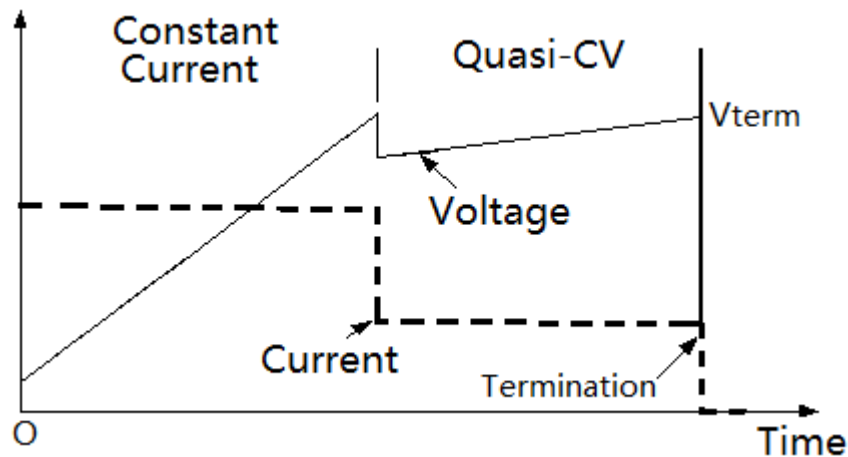 Constant
Current
Quasi-CV
Vterm
Voltage
Current
Termination
O
Time